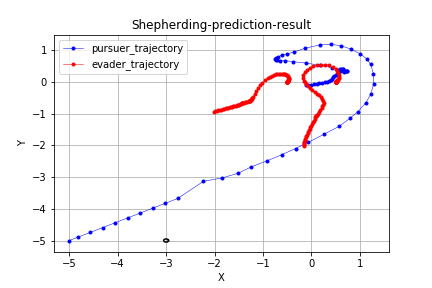 Shepherding-prediction-result
pursuer_trajectory
evader_trajectory
1
0
−1
−2
−3
−4
−5
Y
−5
−4
−3
−2
−1
0
1
X